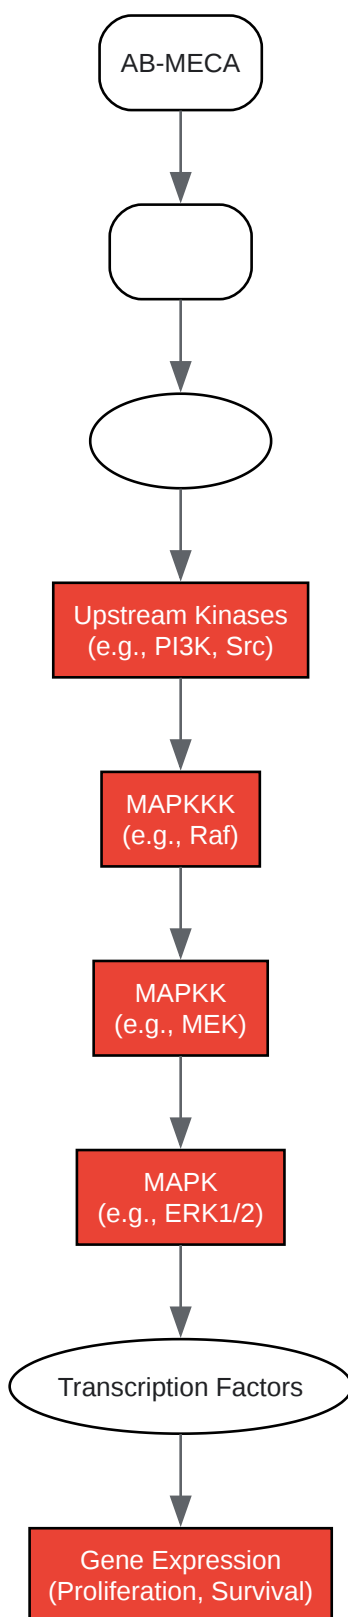 AB-MECA
Upstream Kinases
(e.g., PI3K, Src)
MAPKKK
(e.g., Raf)
MAPKK
(e.g., MEK)
MAPK
(e.g., ERK1/2)
Transcription Factors
Gene Expression
(Proliferation, Survival)